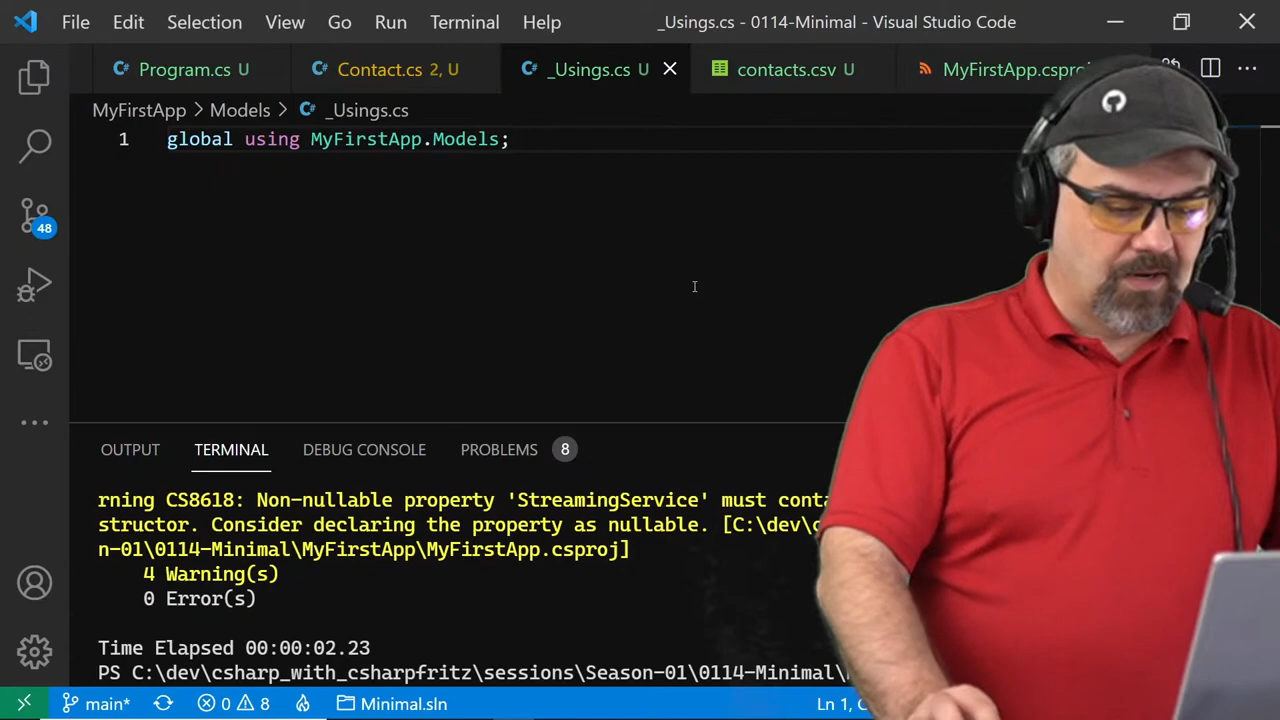 File Edit Selection View Go Run Terminal Help _Usings.cs - 0114-Minimal - Visual Studio Code
Program.cs U Contact.cs 2, U _Usings.cs U contacts.csv U MyFirstApp.cspro
MyFirstApp > Models > _Usings.cs
1 global using MyFirstApp.Models;
48
OUTPUT TERMINAL DEBUG CONSOLE PROBLEMS 8
rning CS8618: Non-nullable property 'StreamingService' must conta
structor. Consider declaring the property as nullable. [C:\dev\c
n-01\0114-Minimal\MyFirstApp\MyFirstApp.csproj]
4 Warning(s)
0 Error(s)
Time Elapsed 00:00:02.23
PS C:\dev\csharp_with_csharpfritz\sessions\Season-01\0114-Minimal\
main* 0 8 Minimal.sln Ln 1, C